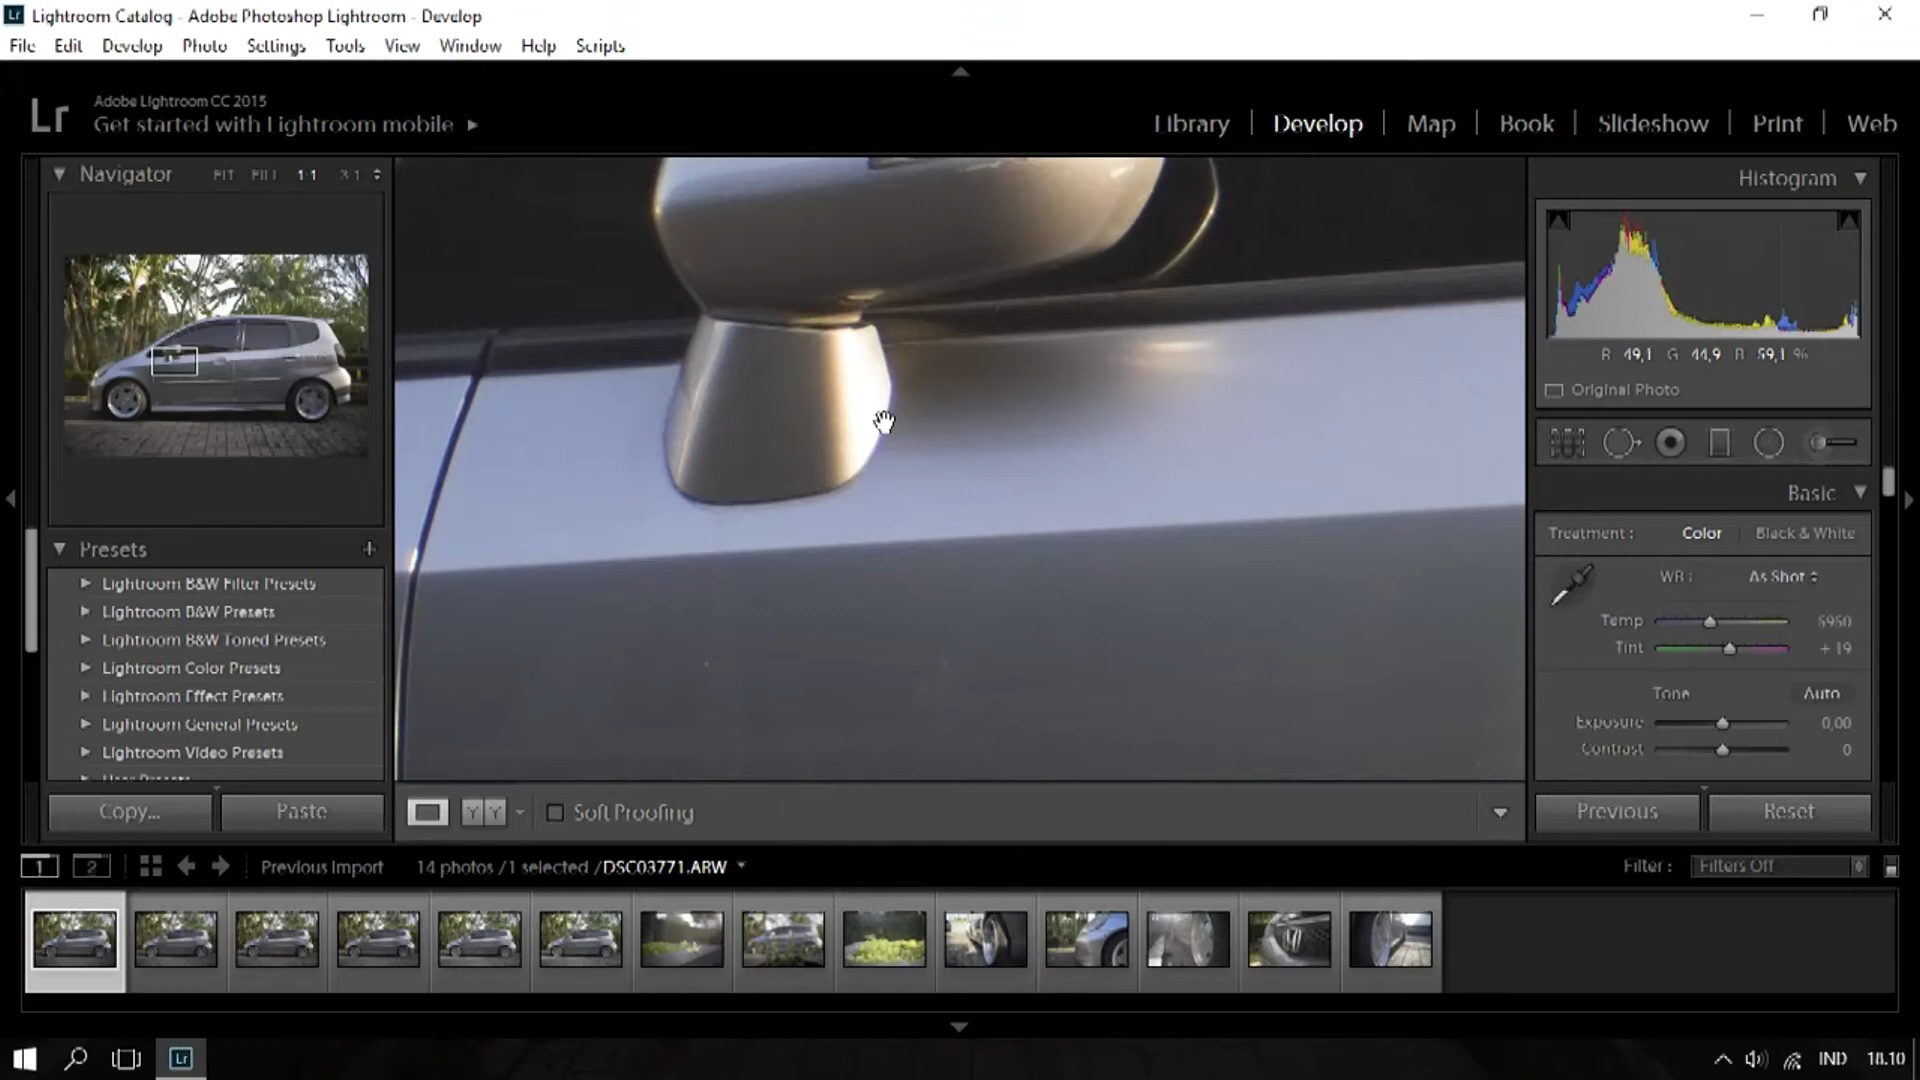 Lightroom Catalog - Adobe Photoshop Lightroom - Develop
File Edit Develop Photo Settings Tools View Window Help Scripts
Lr
Adobe Lightroom CC 2015
Get started with Lightroom mobile
Library Develop Map Book Slideshow Print Web
Navigator FIT FILL 1:1 3:1
Histogram
R 49,1 G 44,9 B 59,1 %
Original Photo
Basic
Treatment : Color Black & White
WB : As Shot
Temp 5950
Tint + 19
Tone Auto
Exposure 0,00
Contrast 0
Presets
Lightroom B&W Filter Presets
Lightroom B&W Presets
Lightroom B&W Toned Presets
Lightroom Color Presets
Lightroom Effect Presets
Lightroom General Presets
Lightroom Video Presets
User Presets
Copy... Paste
Soft Proofing
Previous Reset
1 2 Previous Import 14 photos /1 selected /DSC03771.ARW Filter : Filters Off
Lr IND 18.10